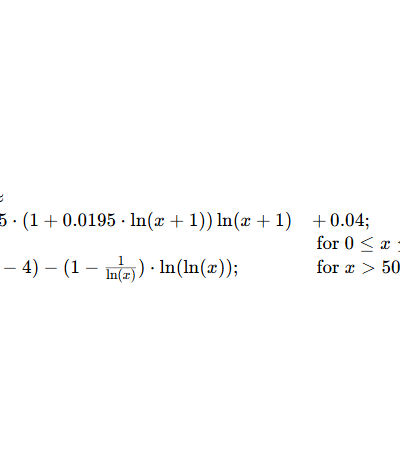 5 · (1 + 0.0195 · ln(x + 1)) ln(x + 1) + 0.04;
for 0 ≤ x
− 4) − (1 − 1/ln(x)) · ln(ln(x)); for x > 50